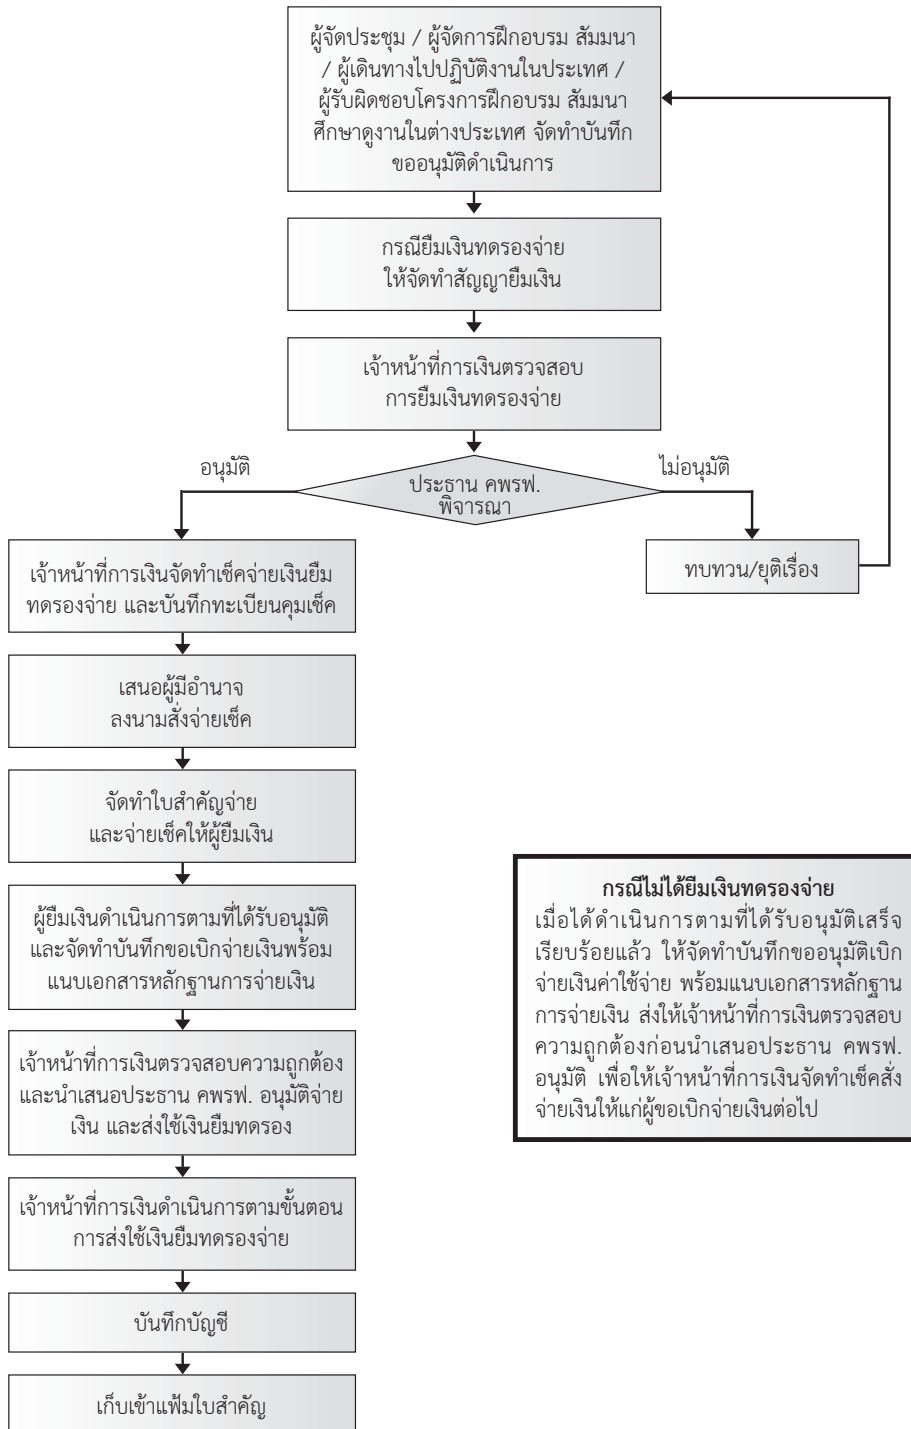 ผู้จัดประชุม / ผู้จัดการฝึกอบรม สัมมนา
/ ผู้เดินทางไปปฏิบัติงานในประเทศ /
ผู้รับผิดชอบโครงการฝึกอบรม สัมมนา
ศึกษาดูงานในต่างประเทศ จัดทำบันทึก
ขออนุมัติดำเนินการ
กรณียืมเงินทดรองจ่าย
ให้จัดทำสัญญายืมเงิน
เจ้าหน้าที่การเงินตรวจสอบ
การยืมเงินทดรองจ่าย
ประธาน คพรฟ.
พิจารณา
อนุมัติ
ไม่อนุมัติ
ทบทวน/ยุติเรื่อง
เจ้าหน้าที่การเงินจัดทำเช็คจ่ายเงินยืม
ทดรองจ่าย และบันทึกทะเบียนคุมเช็ค
เสนอผู้มีอำนาจ
ลงนามสั่งจ่ายเช็ค
จัดทำใบสำคัญจ่าย
และจ่ายเช็คให้ผู้ยืมเงิน
ผู้ยืมเงินดำเนินการตามที่ได้รับอนุมัติ
และจัดทำบันทึกขอเบิกจ่ายเงินพร้อม
แนบเอกสารหลักฐานการจ่ายเงิน
เจ้าหน้าที่การเงินตรวจสอบความถูกต้อง
และนำเสนอประธาน คพรฟ. อนุมัติจ่าย
เงิน และส่งใช้เงินยืมทดรอง
เจ้าหน้าที่การเงินดำเนินการตามขั้นตอน
การส่งใช้เงินยืมทดรองจ่าย
บันทึกบัญชี
เก็บเข้าแฟ้มใบสำคัญ
กรณีไม่ได้ยืมเงินทดรองจ่าย
เมื่อได้ดำเนินการตามที่ได้รับอนุมัติเสร็จ
เรียบร้อยแล้ว ให้จัดทำบันทึกขออนุมัติเบิก
จ่ายเงินค่าใช้จ่าย พร้อมแนบเอกสารหลักฐาน
การจ่ายเงิน ส่งให้เจ้าหน้าที่การเงินตรวจสอบ
ความถูกต้องก่อนนำเสนอประธาน คพรฟ.
อนุมัติ เพื่อให้เจ้าหน้าที่การเงินจัดทำเช็คสั่ง
จ่ายเงินให้แก่ผู้ขอเบิกจ่ายเงินต่อไป